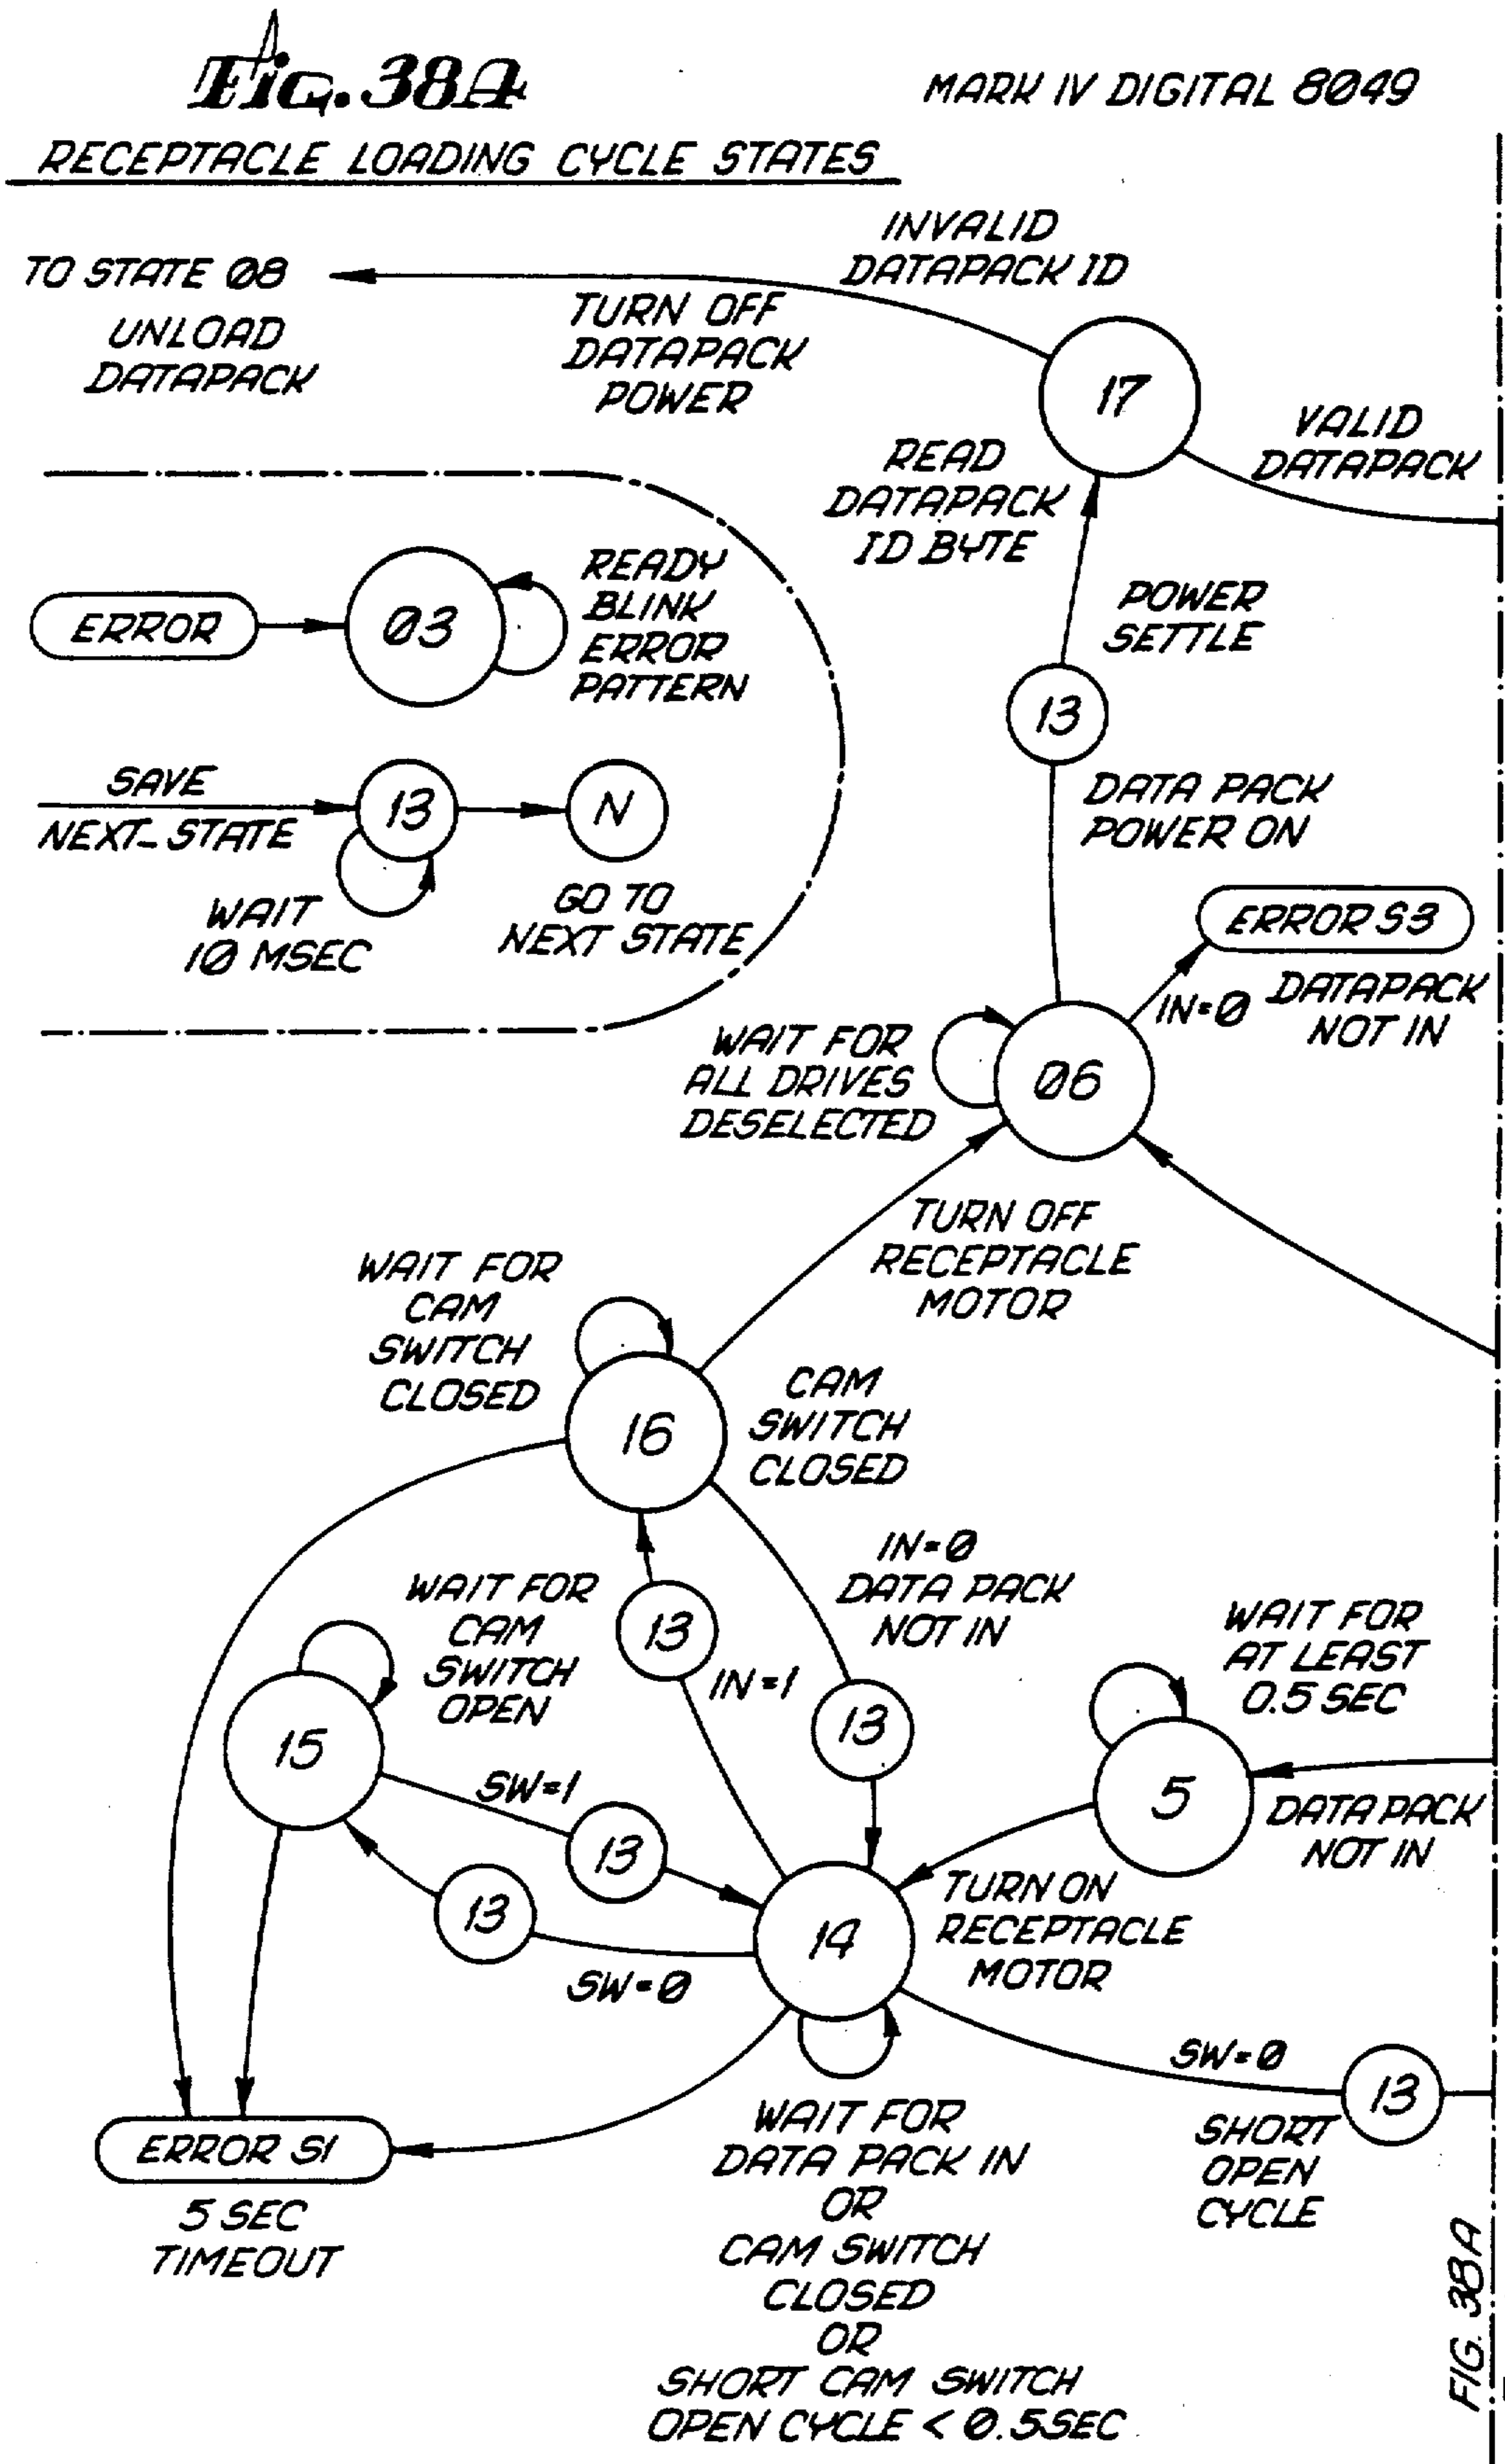 Fig. 38A
MARK IV DIGITAL 8049
RECEPTACLE LOADING CYCLE STATES
INVALID
DATAPACK ID
TO STATE 08
UNLOAD
DATAPACK
TURN OFF
DATAPACK
POWER
17
VALID
DATAPACK
READ
DATAPACK
ID BYTE
POWER
SETTLE
13
DATA PACK
POWER ON
ERROR
03
READY
BLINK
ERROR
PATTERN
SAVE
NEXT_STATE
13
N
WAIT
10 MSEC
GO TO
NEXT STATE
ERROR S3
IN=0
DATAPACK
NOT IN
WAIT FOR
ALL DRIVES
DESELECTED
06
TURN OFF
RECEPTACLE
MOTOR
WAIT FOR
CAM
SWITCH
CLOSED
16
CAM
SWITCH
CLOSED
IN=0
DATA PACK
NOT IN
WAIT FOR
CAM
SWITCH
OPEN
13
IN=1
13
WAIT FOR
AT LEAST
0.5 SEC
15
SW=1
13
5
DATA PACK
NOT IN
13
SW=0
14
TURN ON
RECEPTACLE
MOTOR
SW=0
13
SHORT
OPEN
CYCLE
ERROR S1
5 SEC
TIMEOUT
WAIT FOR
DATA PACK IN
OR
CAM SWITCH
CLOSED
OR
SHORT CAM SWITCH
OPEN CYCLE < 0.5SEC
FIG. 38A